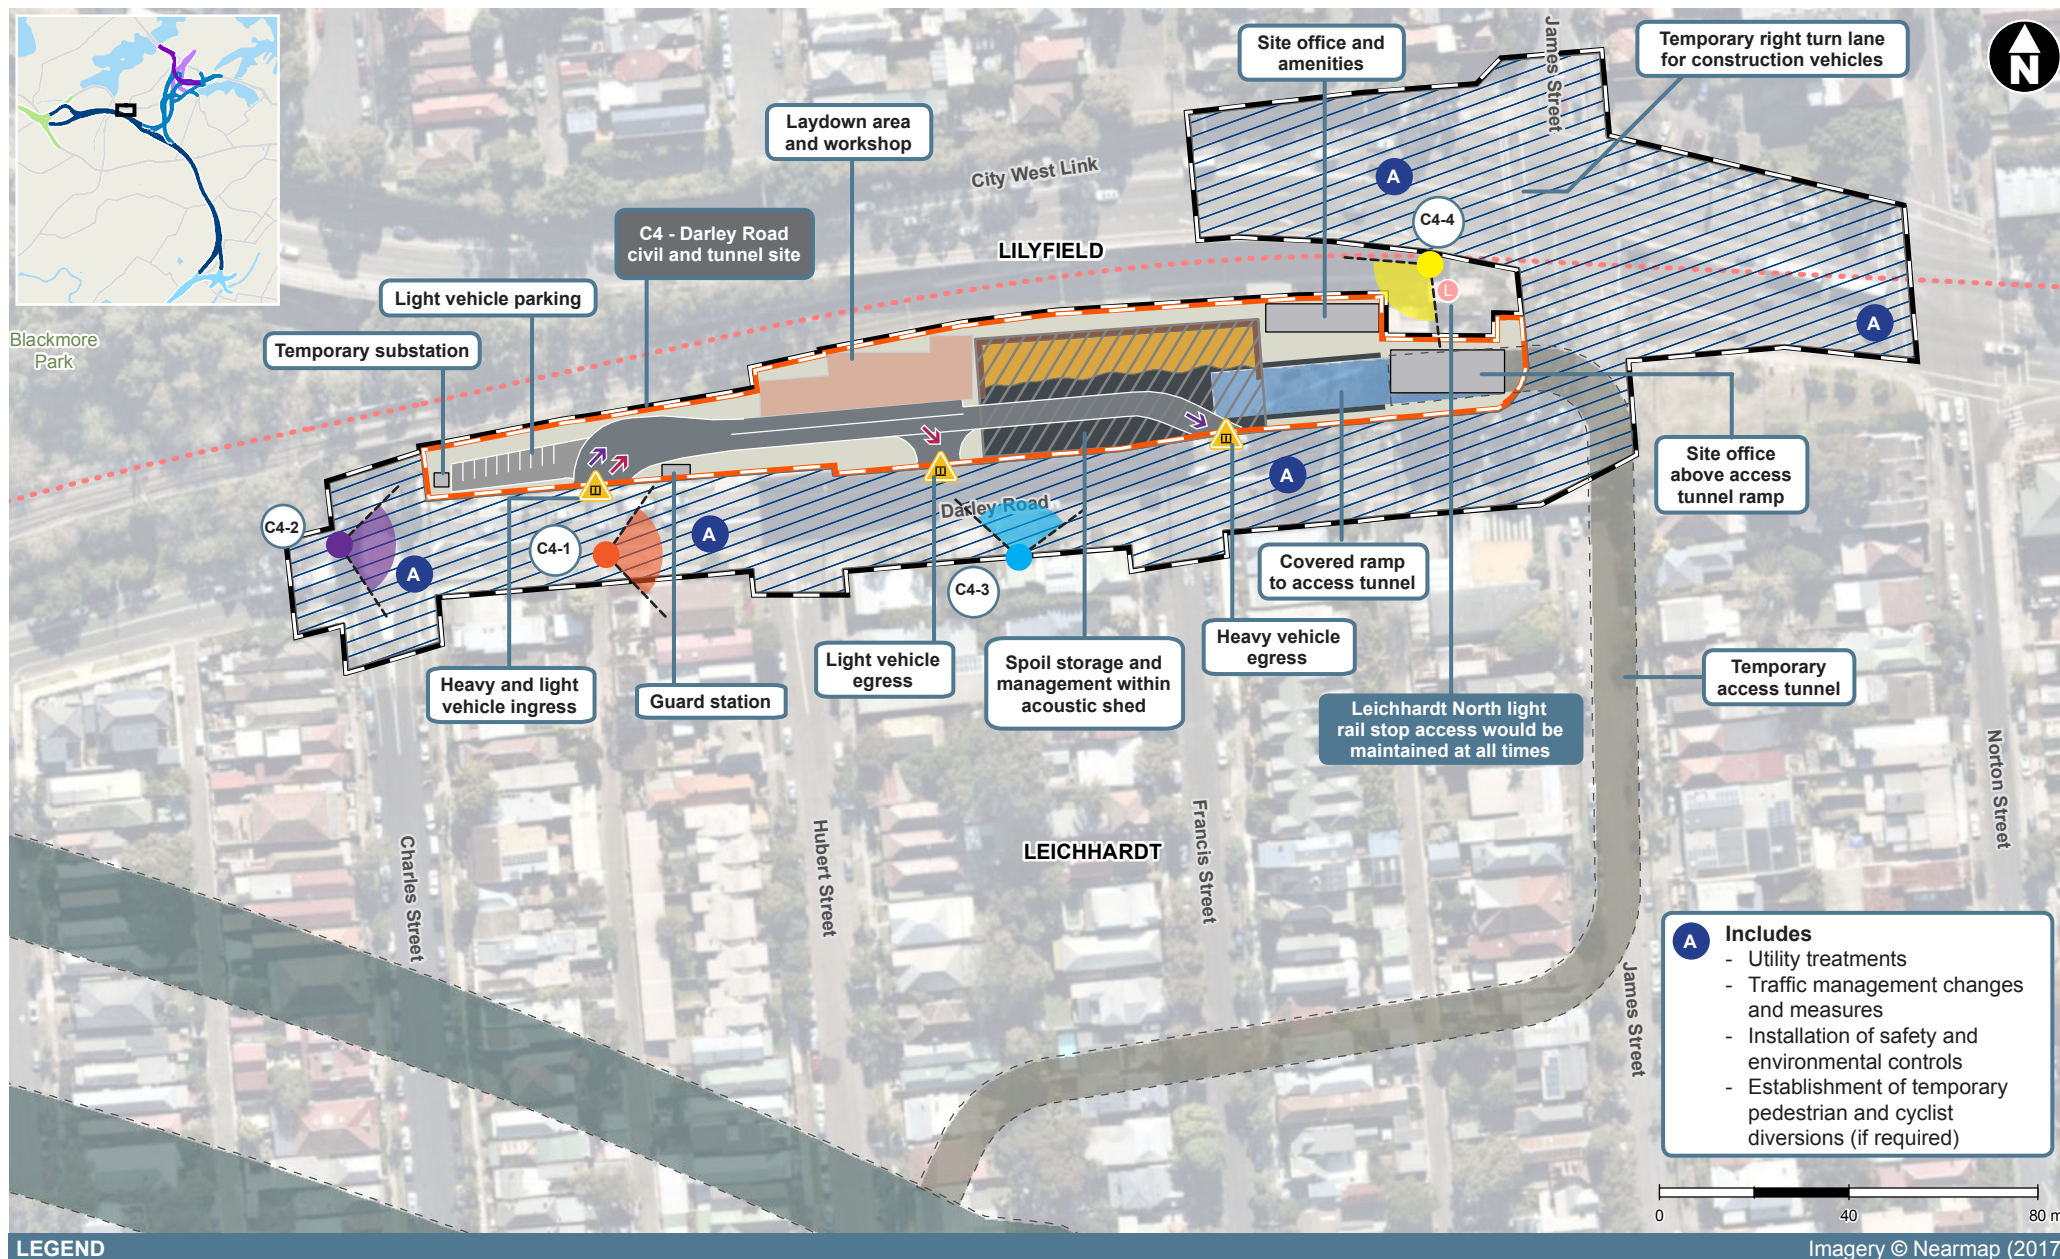 Site office and
amenities
James Street
Temporary right turn lane
for construction vehicles
N
Laydown area
and workshop
City West Link
A
C4-4
C4 - Darley Road
civil and tunnel site
LILYFIELD
Light vehicle parking
L
A
Blackmore
Park
Temporary substation
Site office
above access
tunnel ramp
A
Darley Road
C4-2
C4-1
A
A
C4-3
Covered ramp
to access tunnel
Heavy vehicle
egress
Light vehicle
egress
Spoil storage and
management within
acoustic shed
Heavy and light
vehicle ingress
Guard station
Temporary
access tunnel
Leichhardt North light
rail stop access would be
maintained at all times
Norton Street
Charles Street
Hubert Street
LEICHHARDT
Francis Street
James Street
A Includes
- Utility treatments
- Traffic management changes
and measures
- Installation of safety and
environmental controls
- Establishment of temporary
pedestrian and cyclist
diversions (if required)
0 40 80 m
LEGEND
Imagery © Nearmap (2017